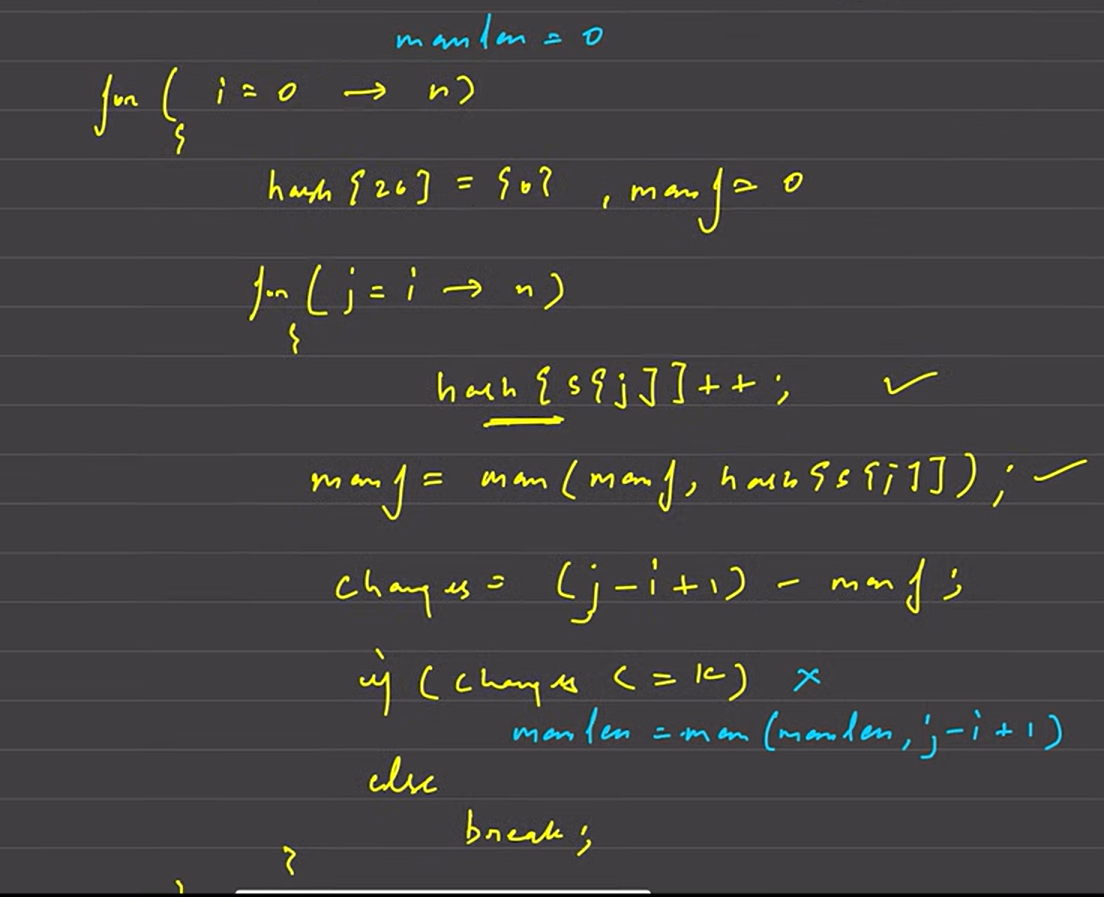 maxlen = 0
for ( i = 0 → n)
{
hash [26] = {0} , maxf = 0
for ( j = i → n)
{
hash [s[j]]++ ; ✓
maxf = max(maxf, hash[s[j]]) ; ✓
changes = (j-i+1) - maxf ;
if (changes <= k) ×
maxlen = max(maxlen, j-i+1)
else
break ;
}
}